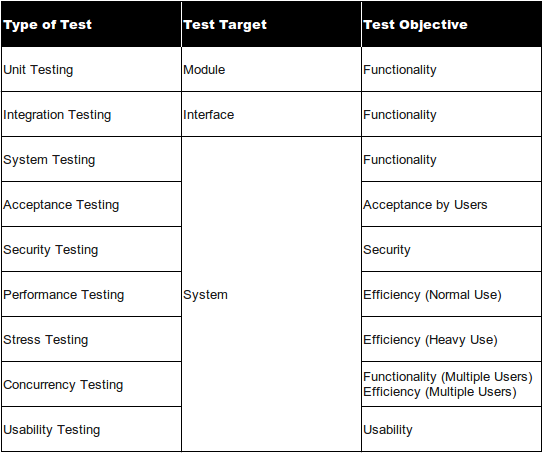 Type of Test Test Target Test Objective
Unit Testing Module Functionality
Integration Testing Interface Functionality
System Testing Functionality
Acceptance Testing Acceptance by Users
Security Testing Security
Performance Testing System Efficiency (Normal Use)
Stress Testing Efficiency (Heavy Use)
Concurrency Testing Functionality (Multiple Users)
Efficiency (Multiple Users)
Usability Testing Usability